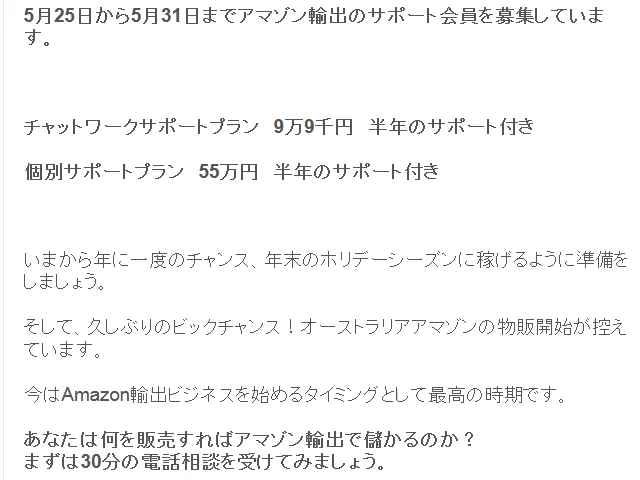 5月25日から5月31日までアマゾン輸出のサポート会員を募集していま
す。
チャットワークサポートプラン　9万9千円　半年のサポート付き
個別サポートプラン　55万円　半年のサポート付き
いまから年に一度のチャンス、年末のホリデーシーズンに稼げるように準備を
しましょう。
そして、久しぶりのビックチャンス！オーストラリアアマゾンの物販開始が控え
ています。
今はAmazon輸出ビジネスを始めるタイミングとして最高の時期です。
あなたは何を販売すればアマゾン輸出で儲かるのか？
まずは30分の電話相談を受けてみましょう。